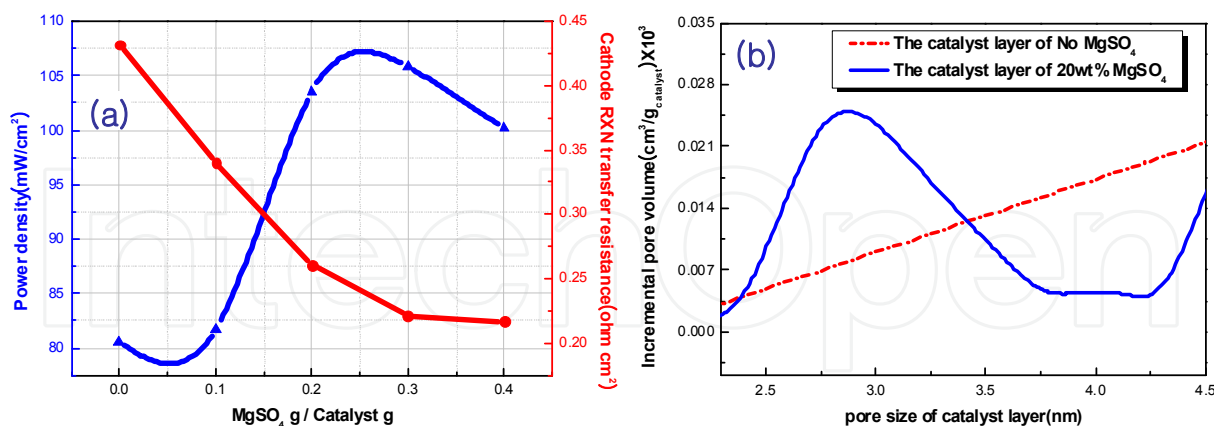 (a)
Power density(mW/cm²)
110
105
100
95
90
85
80
0.0 0.1 0.2 0.3 0.4
MgSO₄ g / Catalyst g
0.45
0.40
0.35
0.30
0.25
0.20
Cathode RXN transfer resistance(ohm cm²)
(b)
Incremental pore volume(cm³/g_catalyst)X10³
0.035
0.028
0.021
0.014
0.007
0.000
The catalyst layer of No MgSO₄
The catalyst layer of 20wt% MgSO₄
2.5 3.0 3.5 4.0 4.5
pore size of catalyst layer(nm)
IntechOpen